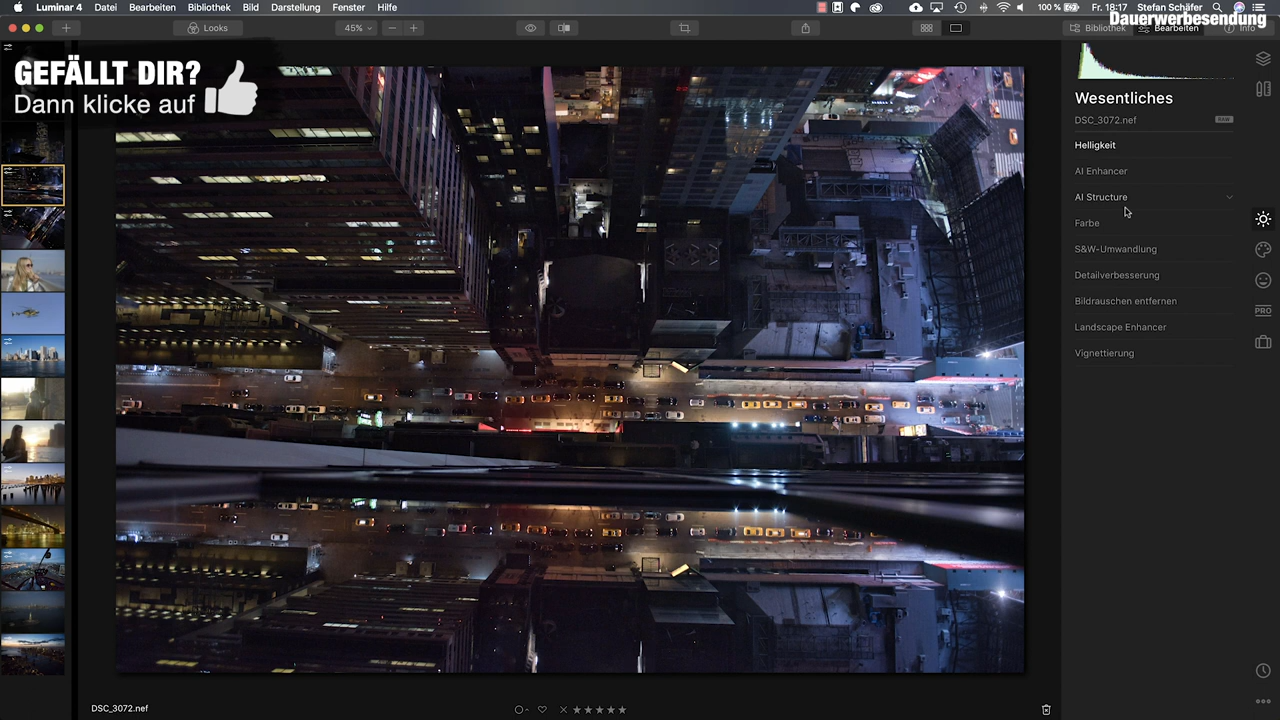 Luminar 4 Datei Bearbeiten Bibliothek Bild Darstellung Fenster Hilfe 100 % Fr. 18:17 Stefan Schäfer
Dauerwerbesendung
Looks 45% Bibliothek Bearbeiten Info
GEFÄLLT DIR?
Dann klicke auf
Wesentliches
DSC_3072.nef RAW
Helligkeit
AI Enhancer
AI Structure
Farbe
S&W-Umwandlung
Detailverbesserung
Bildrauschen entfernen
PRO
Landscape Enhancer
Vignettierung
DSC_3072.nef